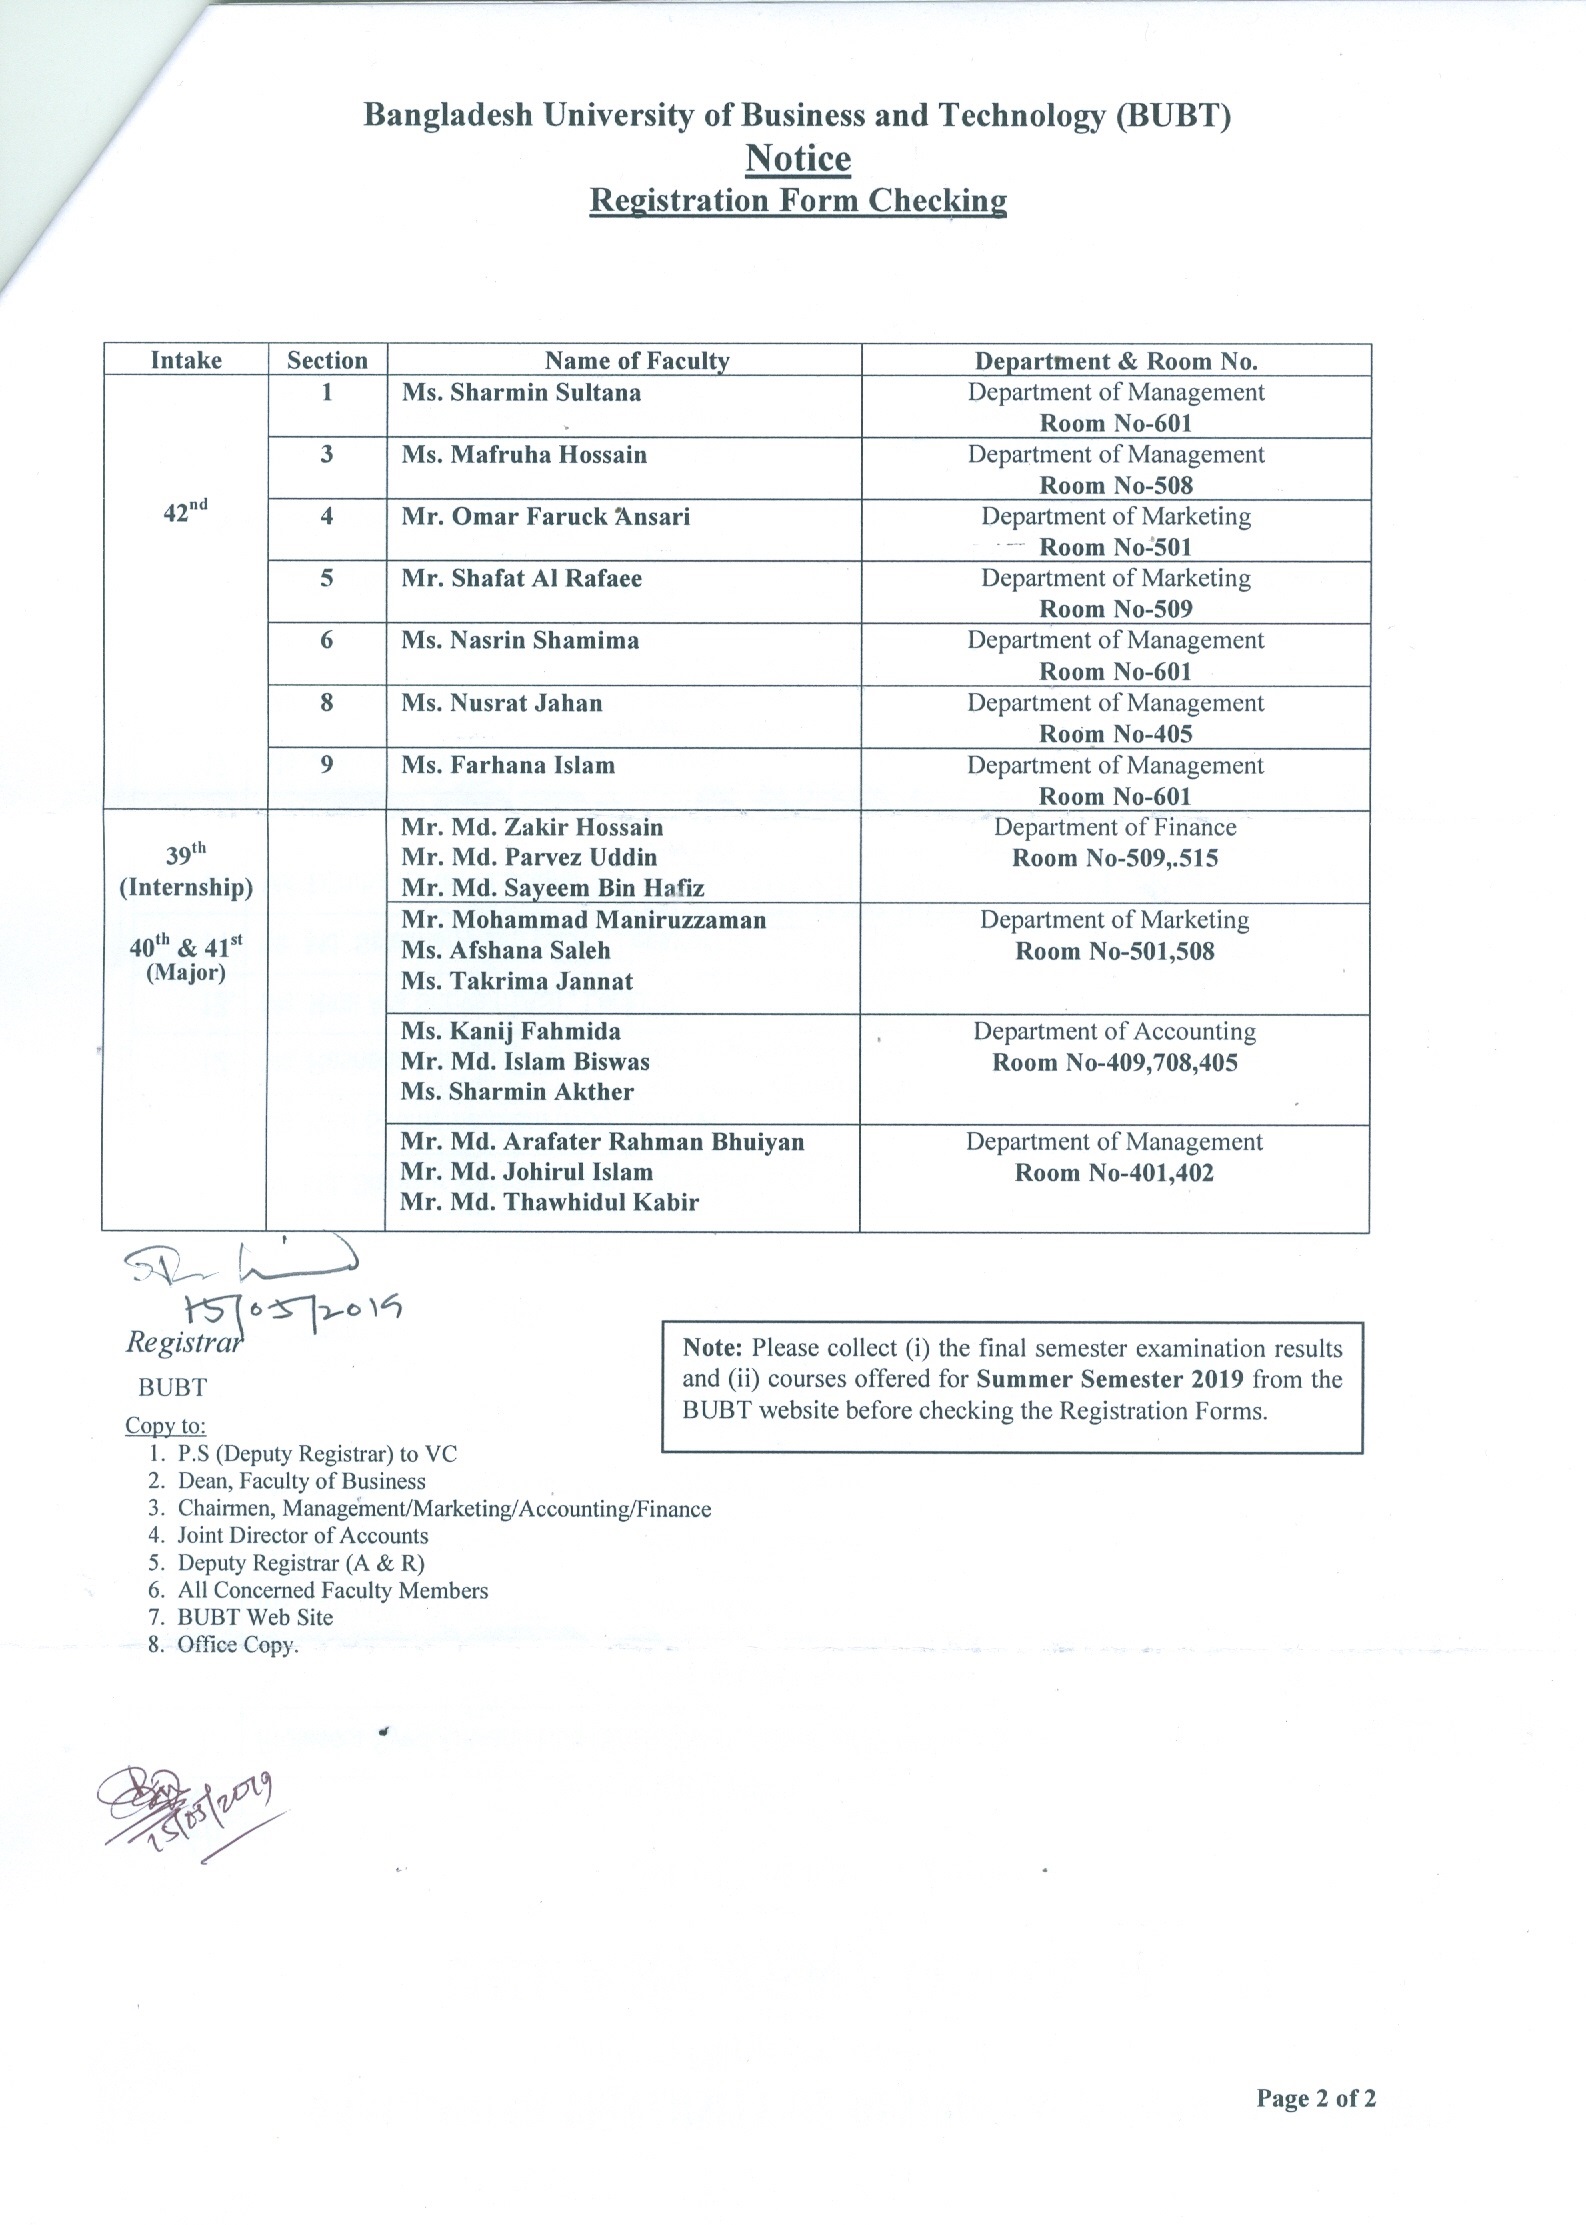 Bangladesh University of Business and Technology (BUBT)
Notice
Registration Form Checking
Intake Section Name of Faculty Department & Room No.
42nd
1 Ms. Sharmin Sultana Department of Management
Room No-601
3 Ms. Mafruha Hossain Department of Management
Room No-508
4 Mr. Omar Faruck Ansari Department of Marketing
Room No-501
5 Mr. Shafat Al Rafaee Department of Marketing
Room No-509
6 Ms. Nasrin Shamima Department of Management
Room No-601
8 Ms. Nusrat Jahan Department of Management
Room No-405
9 Ms. Farhana Islam Department of Management
Room No-601
39th
(Internship)
40th & 41st
(Major)
Mr. Md. Zakir Hossain Department of Finance
Mr. Md. Parvez Uddin Room No-509,.515
Mr. Md. Sayeem Bin Hafiz
Mr. Mohammad Maniruzzaman Department of Marketing
Ms. Afshana Saleh Room No-501,508
Ms. Takrima Jannat
Ms. Kanij Fahmida Department of Accounting
Mr. Md. Islam Biswas Room No-409,708,405
Ms. Sharmin Akther
Mr. Md. Arafater Rahman Bhuiyan Department of Management
Mr. Md. Johirul Islam Room No-401,402
Mr. Md. Thawhidul Kabir
15/05/2019
Registrar
BUBT
Note: Please collect (i) the final semester examination results
and (ii) courses offered for Summer Semester 2019 from the
BUBT website before checking the Registration Forms.
Copy to:
1. P.S (Deputy Registrar) to VC
2. Dean, Faculty of Business
3. Chairmen, Management/Marketing/Accounting/Finance
4. Joint Director of Accounts
5. Deputy Registrar (A & R)
6. All Concerned Faculty Members
7. BUBT Web Site
8. Office Copy.
15/05/2019
Page 2 of 2